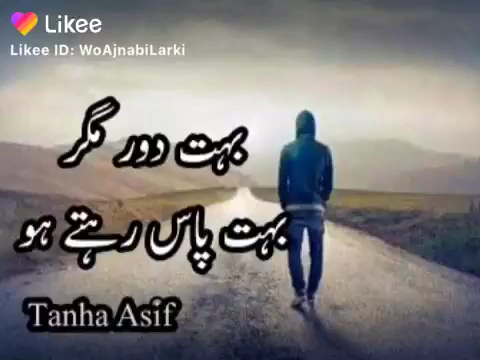 Likee
Likee ID: WoAjnabiLarki
بہت دور مگر
بہت پاس رہتے ہو
Tanha Asif